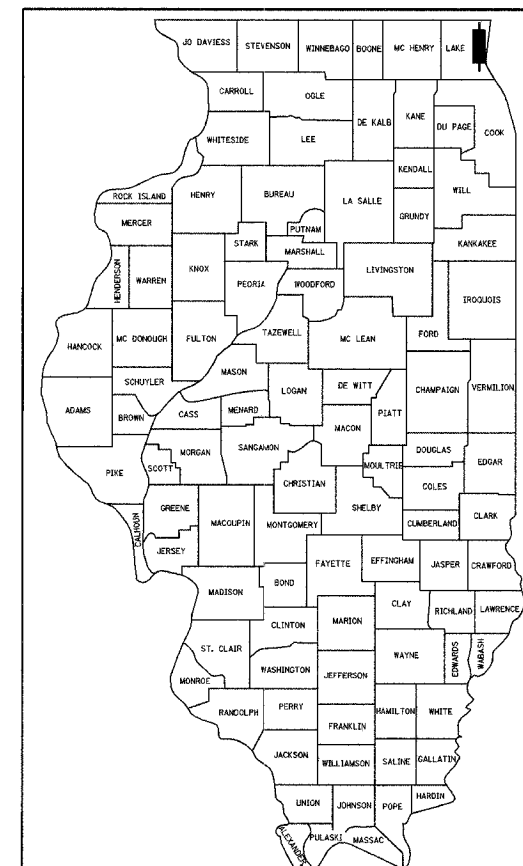 JO DAVIESS
STEVENSON
WINNEBAGO
BOONE
MC HENRY
LAKE
CARROLL
OGLE
DE KALB
KANE
DU PAGE
COOK
WHITESIDE
LEE
KENDALL
WILL
ROCK ISLAND
HENRY
BUREAU
LA SALLE
GRUNDY
MERCER
PUTNAM
KANKAKEE
HENDERSON
WARREN
KNOX
STARK
MARSHALL
LIVINGSTON
PEORIA
WOODFORD
IROQUOIS
HANCOCK
MC DONOUGH
FULTON
TAZEWELL
MC LEAN
FORD
MASON
SCHUYLER
LOGAN
DE WITT
CHAMPAIGN
VERMILION
ADAMS
BROWN
CASS
MENARD
MACON
PIATT
PIKE
SCOTT
MORGAN
SANGAMON
MOULTRIE
DOUGLAS
EDGAR
CHRISTIAN
COLES
CALHOUN
GREENE
MACOUPIN
MONTGOMERY
SHELBY
CUMBERLAND
CLARK
JERSEY
FAYETTE
EFFINGHAM
JASPER
CRAWFORD
MADISON
BOND
CLAY
RICHLAND
LAWRENCE
CLINTON
MARION
ST. CLAIR
WAYNE
EDWARDS
WABASH
WASHINGTON
JEFFERSON
MONROE
RANDOLPH
PERRY
HAMILTON
WHITE
FRANKLIN
JACKSON
WILLIAMSON
SALINE
GALLATIN
UNION
JOHNSON
POPE
HARDIN
ALEXANDER
PULASKI
MASSAC